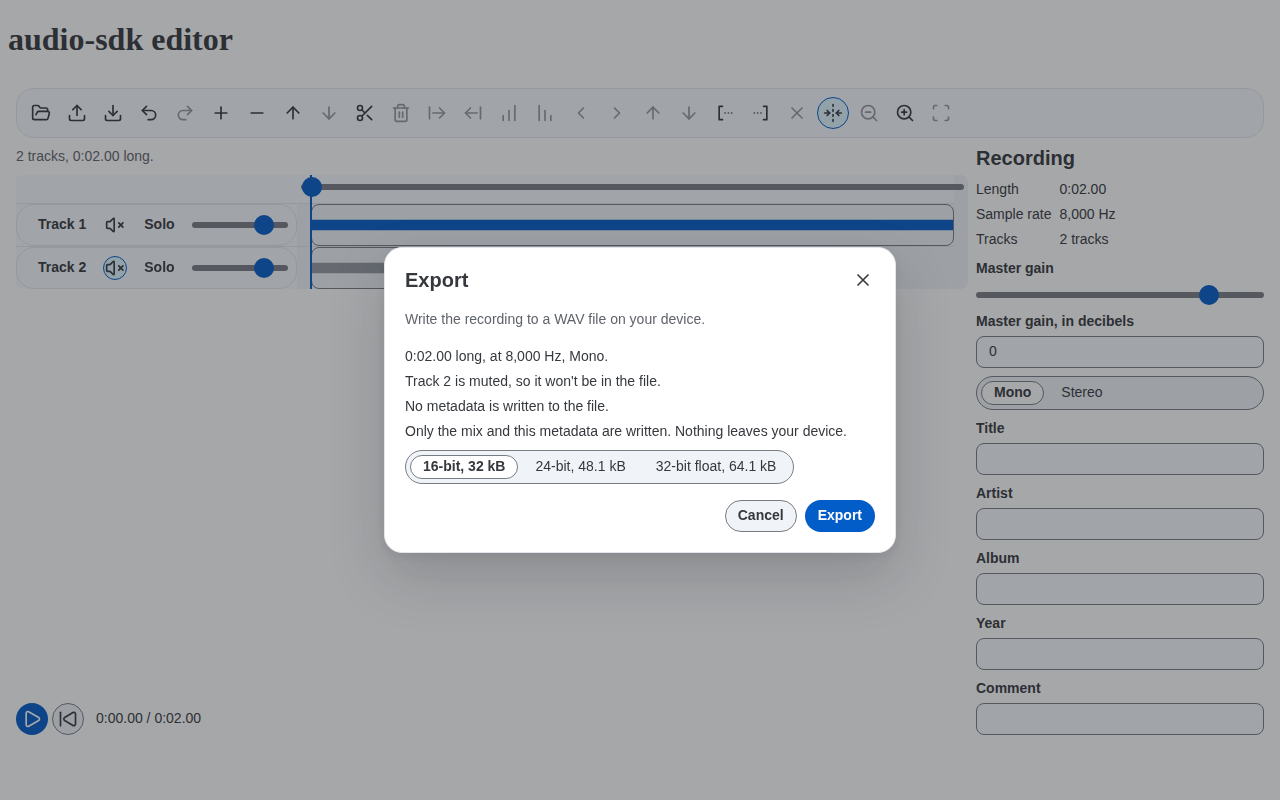 audio-sdk editor
2 tracks, 0:02.00 long.
Track 1 Solo
Track 2 Solo
Recording
Length 0:02.00
Sample rate 8,000 Hz
Tracks 2 tracks
Master gain
Master gain, in decibels
0
Mono Stereo
Title
Artist
Album
Year
Comment
Export
Write the recording to a WAV file on your device.
0:02.00 long, at 8,000 Hz, Mono.
Track 2 is muted, so it won't be in the file.
No metadata is written to the file.
Only the mix and this metadata are written. Nothing leaves your device.
16-bit, 32 kB 24-bit, 48.1 kB 32-bit float, 64.1 kB
Cancel Export
0:00.00 / 0:02.00